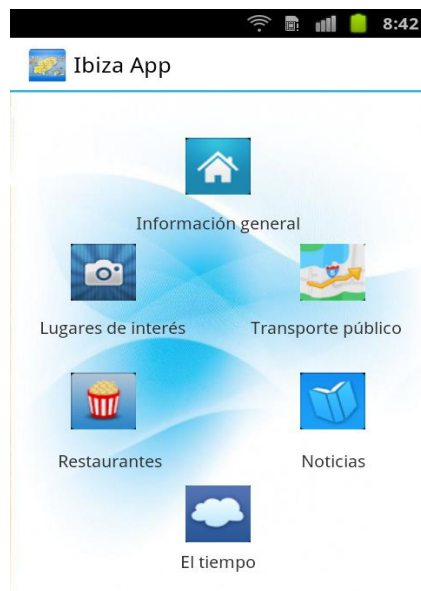 8:42
Ibiza App
Información general
Lugares de interés
Transporte público
Restaurantes
Noticias
El tiempo